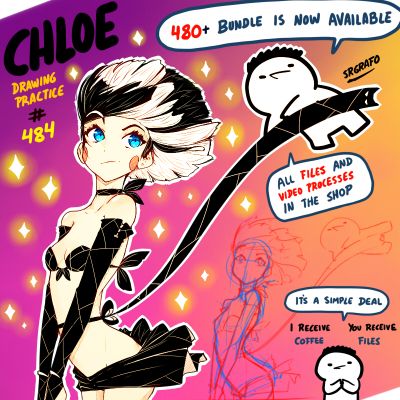 CHLOE
DRAWING
PRACTICE
#
484
480+ BUNDLE IS NOW AVAILABLE
SRGRAFO
ALL FILES AND
VIDEO PROCESSES
IN THE SHOP
IT'S A SIMPLE DEAL
I RECEIVE
COFFEE
YOU RECEIVE
FILES